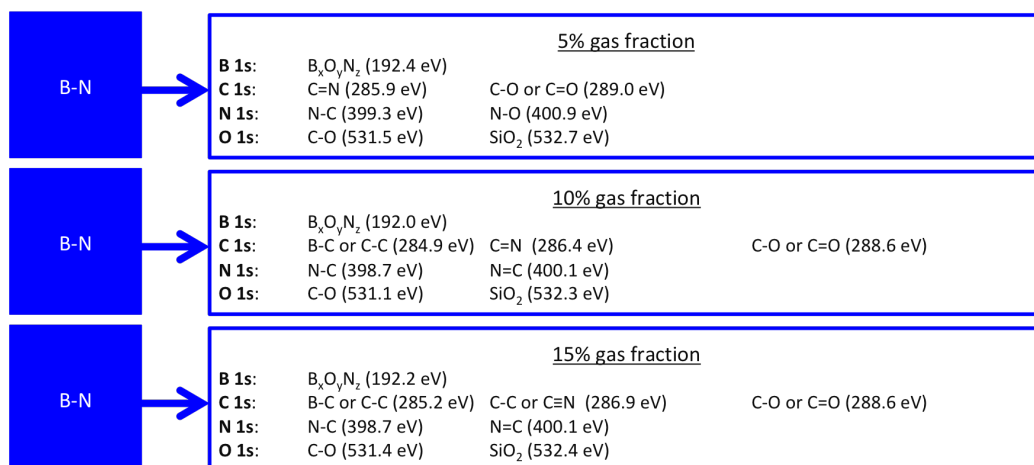 B-N
5% gas fraction
B 1s: BₓOᵧN_z (192.4 eV)
C 1s: C=N (285.9 eV) C-O or C=O (289.0 eV)
N 1s: N-C (399.3 eV) N-O (400.9 eV)
O 1s: C-O (531.5 eV) SiO₂ (532.7 eV)
B-N
10% gas fraction
B 1s: BₓOᵧN_z (192.0 eV)
C 1s: B-C or C-C (284.9 eV) C=N (286.4 eV) C-O or C=O (288.6 eV)
N 1s: N-C (398.7 eV) N=C (400.1 eV)
O 1s: C-O (531.1 eV) SiO₂ (532.3 eV)
B-N
15% gas fraction
B 1s: BₓOᵧN_z (192.2 eV)
C 1s: B-C or C-C (285.2 eV) C-C or C≡N (286.9 eV) C-O or C=O (288.6 eV)
N 1s: N-C (398.7 eV) N=C (400.1 eV)
O 1s: C-O (531.4 eV) SiO₂ (532.4 eV)